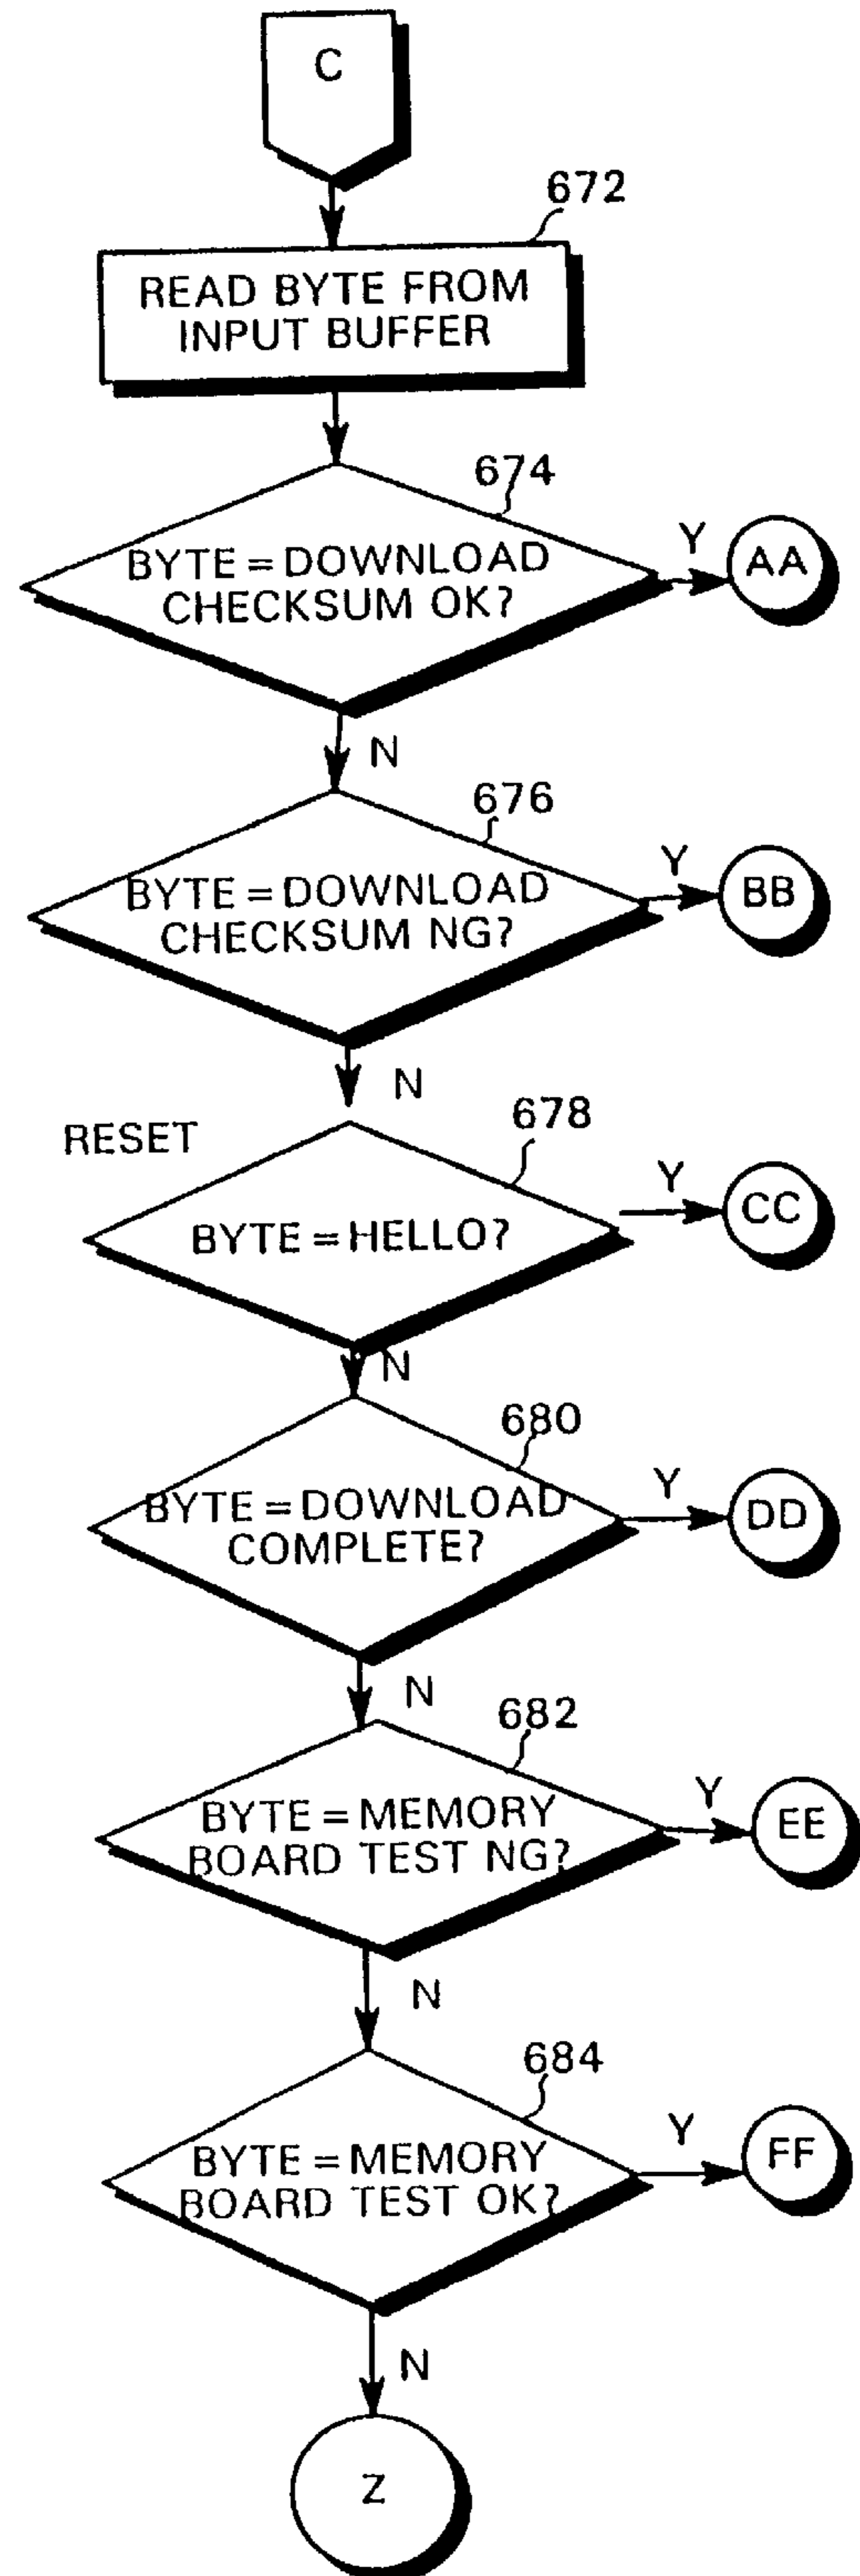 C
672
READ BYTE FROM
INPUT BUFFER
674
BYTE = DOWNLOAD
CHECKSUM OK?
Y
AA
N
676
BYTE = DOWNLOAD
CHECKSUM NG?
Y
BB
N
RESET
678
BYTE = HELLO?
Y
CC
N
680
BYTE = DOWNLOAD
COMPLETE?
Y
DD
N
682
BYTE = MEMORY
BOARD TEST NG?
Y
EE
N
684
BYTE = MEMORY
BOARD TEST OK?
Y
FF
N
Z